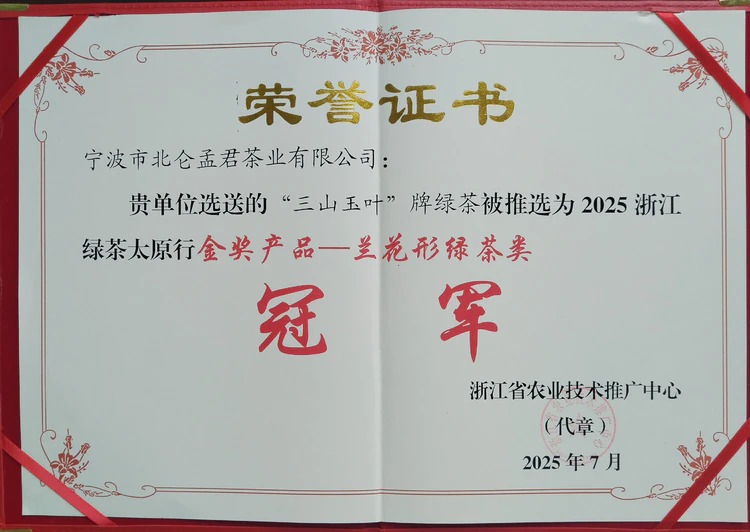 荣誉证书
宁波市北仑孟君茶业有限公司：
贵单位选送的“三山玉叶”牌绿茶被推选为2025浙江
绿茶太原行金奖产品—兰花形绿茶类
冠军
浙江省农业技术推广中心
（代章）
2025年7月